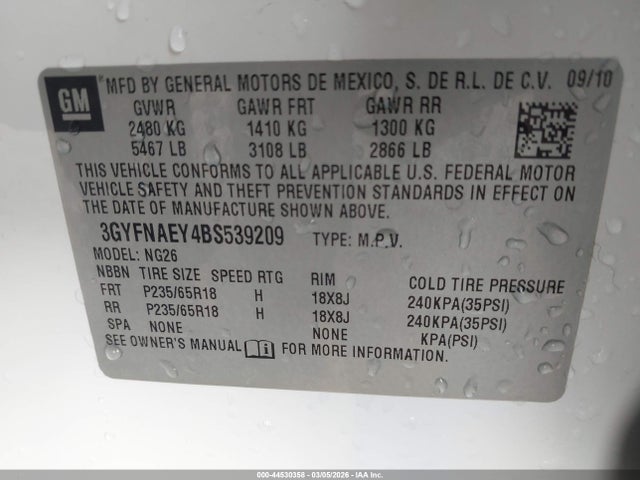 GM
*MFD BY GENERAL MOTORS DE MEXICO, S. DE R.L. DE C.V. 09/10
GVWR GAWR FRT GAWR RR
2480 KG 1410 KG 1300 KG
5467 LB 3108 LB 2866 LB
THIS VEHICLE CONFORMS TO ALL APPLICABLE U.S. FEDERAL MOTOR
VEHICLE SAFETY AND THEFT PREVENTION STANDARDS IN EFFECT ON
THE DATE OF MANUFACTURE SHOWN ABOVE.
3GYFNAEY4BS539209 TYPE: M.P.V.
MODEL: NG26
NBBN TIRE SIZE SPEED RTG RIM COLD TIRE PRESSURE
FRT P235/65R18 H 18X8J 240KPA(35PSI)
RR P235/65R18 H 18X8J 240KPA(35PSI)
SPA NONE NONE KPA(PSI)
SEE OWNER'S MANUAL FOR MORE INFORMATION.
000-44530358 - 03/05/2026 - IAA Inc.